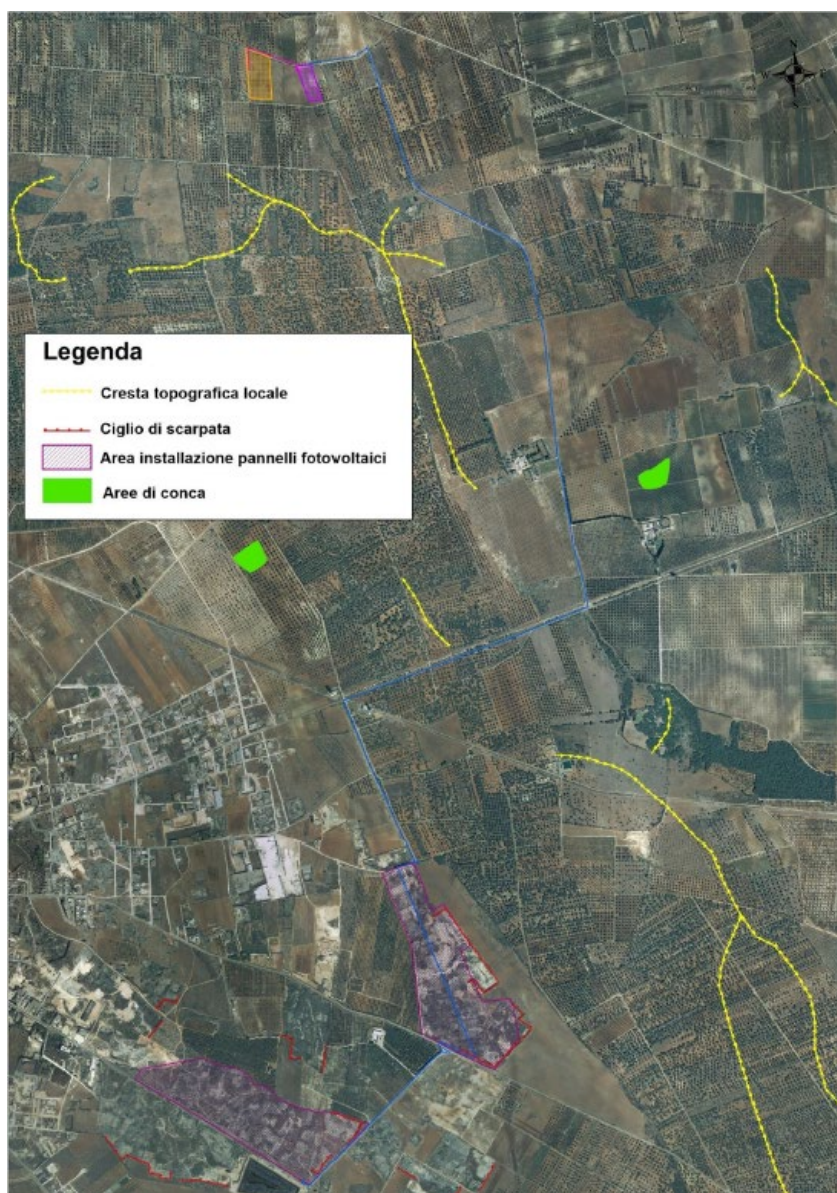 N
W
Legenda
Cresta topografica locale
Ciglio di scarpata
Area installazione pannelli fotovoltaici
Aree di conca